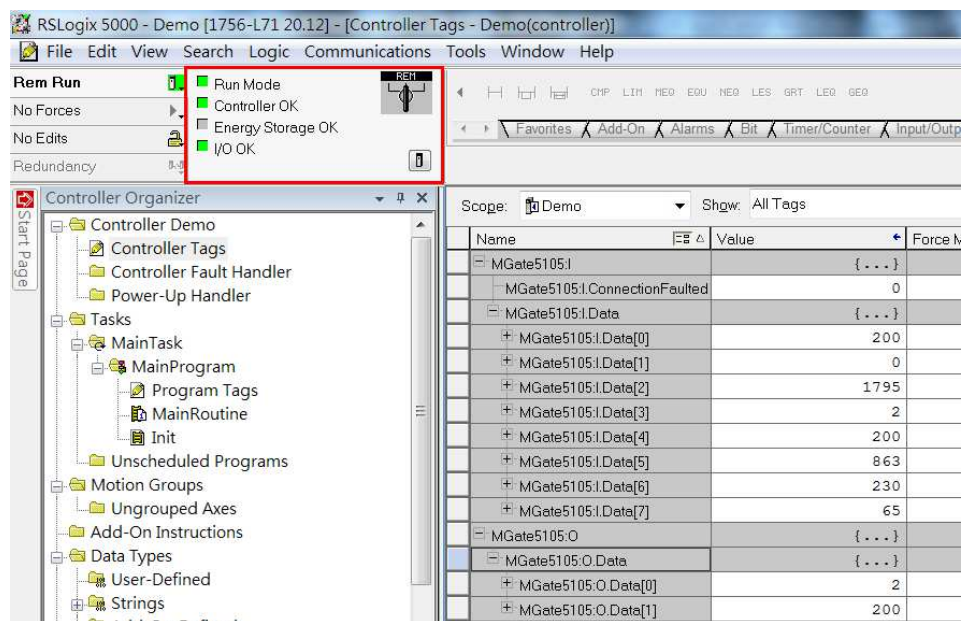 RSLogix 5000 - Demo [1756-L71 20.12] - [Controller Tags - Demo(controller)]
File Edit View Search Logic Communications Tools Window Help
Rem Run
No Forces
No Edits
Redundancy
Run Mode
Controller OK
Energy Storage OK
I/O OK
REM
CMP LIM MEQ EQU NEQ LES GRT LEQ GEQ
Favorites Add-On Alarms Bit Timer/Counter Input/Outp
Start Page
Controller Organizer
Controller Demo
Controller Tags
Controller Fault Handler
Power-Up Handler
Tasks
MainTask
MainProgram
Program Tags
MainRoutine
Init
Unscheduled Programs
Motion Groups
Ungrouped Axes
Add-On Instructions
Data Types
User-Defined
Strings
Scope: Demo Show: All Tags
Name Value Force M
MGate5105:I {...}
MGate5105:I.ConnectionFaulted 0
MGate5105:I.Data {...}
MGate5105:I.Data[0] 200
MGate5105:I.Data[1] 0
MGate5105:I.Data[2] 1795
MGate5105:I.Data[3] 2
MGate5105:I.Data[4] 200
MGate5105:I.Data[5] 863
MGate5105:I.Data[6] 230
MGate5105:I.Data[7] 65
MGate5105:O {...}
MGate5105:O.Data {...}
MGate5105:O.Data[0] 2
MGate5105:O.Data[1] 200